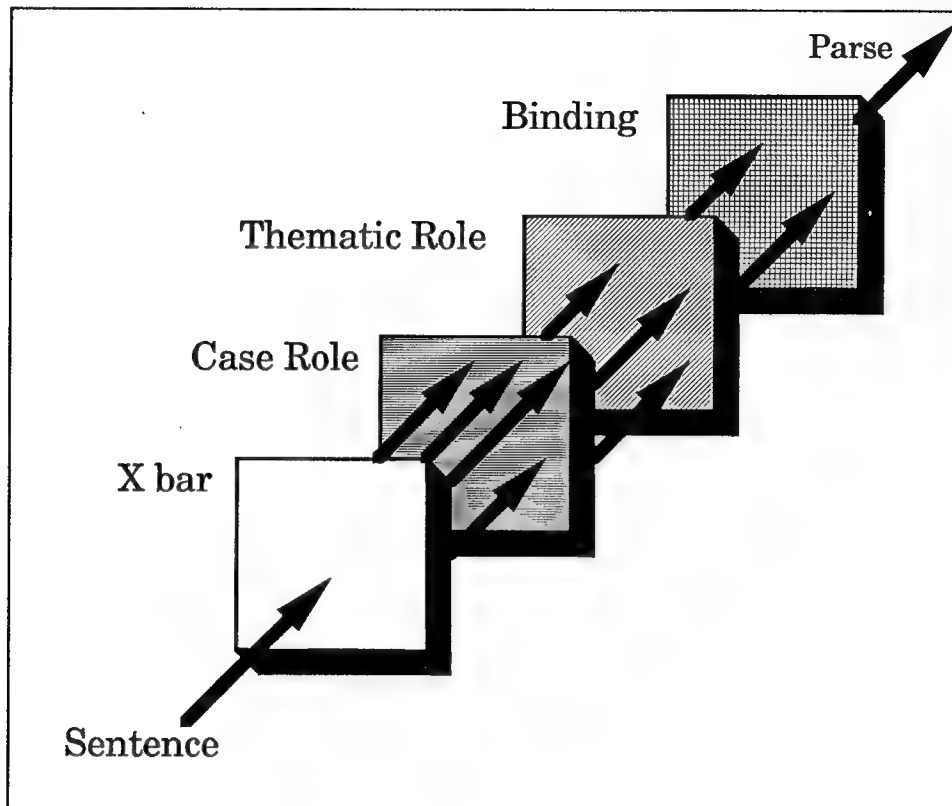 Parse
Binding
Thematic Role
Case Role
X bar
Sentence